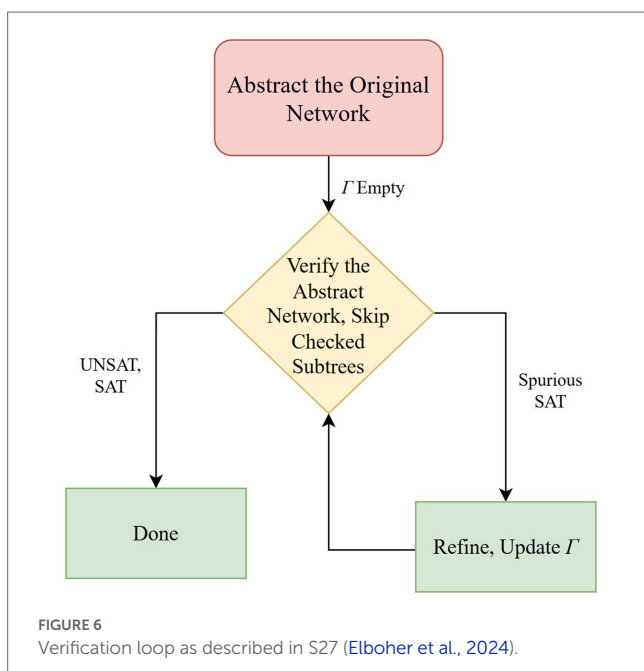 Abstract the Original
Network
Γ Empty
Verify the
Abstract
Network, Skip
Checked
Subtrees
UNSAT,
SAT
Spurious
SAT
Done
Refine, Update Γ
FIGURE 6
Verification loop as described in S27 (Elboher et al., 2024).